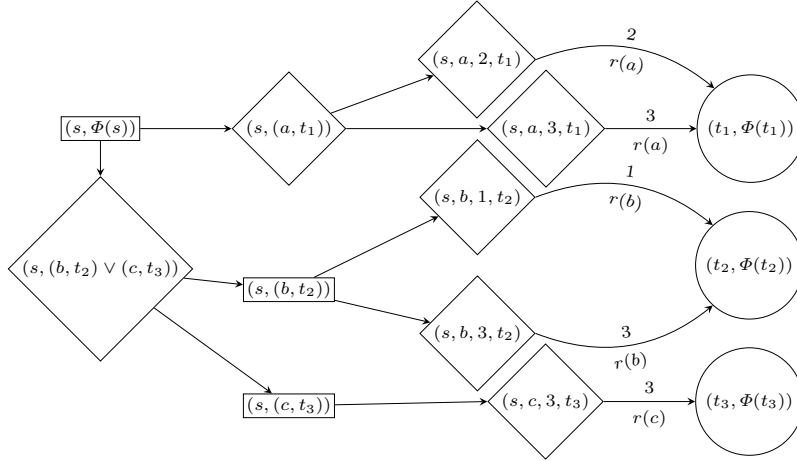 2
(s, a, 2, t₁)
r(a)
3
(s, Φ(s))
(s, (a, t₁))
(s, a, 3, t₁)
(t₁, Φ(t₁))
r(a)
1
(s, b, 1, t₂)
r(b)
(s, (b, t₂) ∨ (c, t₃))
(t₂, Φ(t₂))
(s, (b, t₂))
(s, b, 3, t₂)
3
r(b)
3
(s, (c, t₃))
(s, c, 3, t₃)
(t₃, Φ(t₃))
r(c)